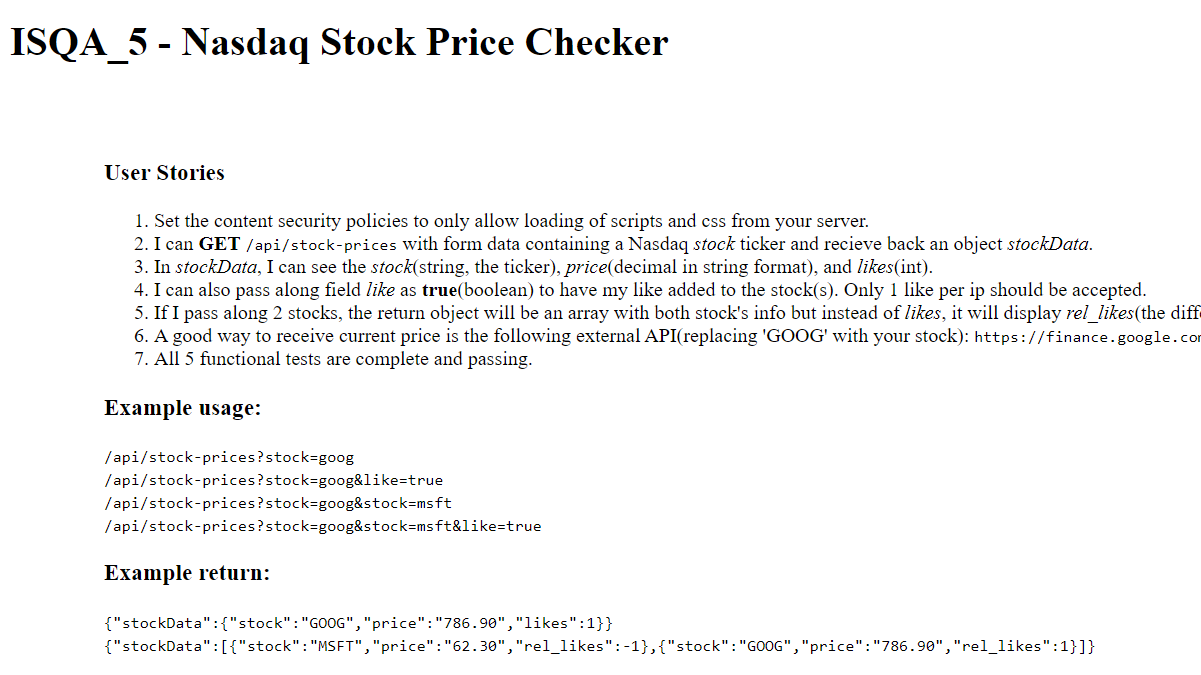 ISQA_5 - Nasdaq Stock Price Checker
User Stories
1. Set the content security policies to only allow loading of scripts and css from your server.
2. I can GET /api/stock-prices with form data containing a Nasdaq stock ticker and recieve back an object stockData.
3. In stockData, I can see the stock(string, the ticker), price(decimal in string format), and likes(int).
4. I can also pass along field like as true(boolean) to have my like added to the stock(s). Only 1 like per ip should be accepted.
5. If I pass along 2 stocks, the return object will be an array with both stock's info but instead of likes, it will display rel_likes(the
6. A good way to receive current price is the following external API(replacing 'GOOG' with your stock):
7. All 5 functional tests are complete and passing.
Example usage:
/api/stock-prices?stock=goog
/api/stock-prices?stock=goog&like=true
/api/stock-prices?stock=goog&stock=msft
/api/stock-prices?stock=goog&stock=msft&like=true
Example return:
{"stockData":{"stock":"GOOG","price":"786.90","likes":1}}
{"stockData":[{"stock":"MSFT","price":"62.30","rel_likes":-1},{"stock":"GOOG","price":"786.90","rel_likes":1}]}